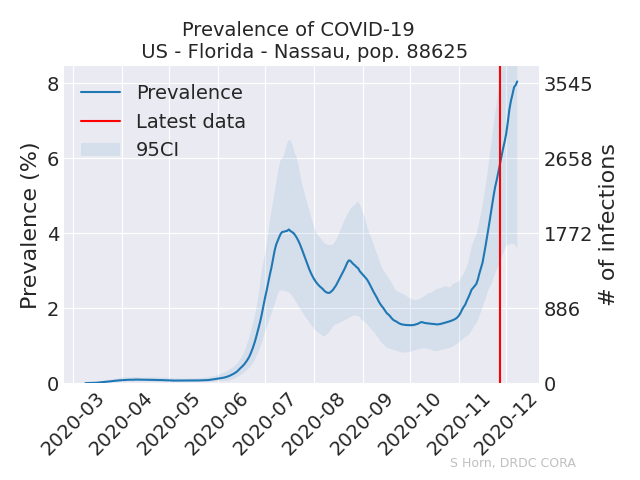 Prevalence of COVID-19
US - Florida - Nassau, pop. 88625
Prevalence
Latest data
95CI
Prevalence (%)
8
6
4
2
0
3545
2658
1772
886
0
# of infections
2020-03
2020-04
2020-05
2020-06
2020-07
2020-08
2020-09
2020-10
2020-11
2020-12
S Horn, DRDC CORA